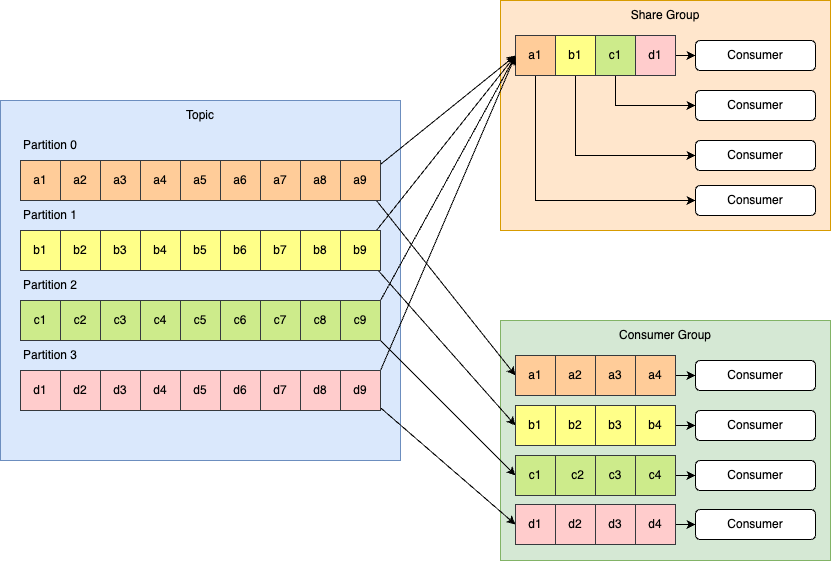 Topic
Partition 0
a1 a2 a3 a4 a5 a6 a7 a8 a9
Partition 1
b1 b2 b3 b4 b5 b6 b7 b8 b9
Partition 2
c1 c2 c3 c4 c5 c6 c7 c8 c9
Partition 3
d1 d2 d3 d4 d5 d6 d7 d8 d9
Share Group
a1 b1 c1 d1 Consumer
Consumer
Consumer
Consumer
Consumer Group
a1 a2 a3 a4 Consumer
b1 b2 b3 b4 Consumer
c1 c2 c3 c4 Consumer
d1 d2 d3 d4 Consumer